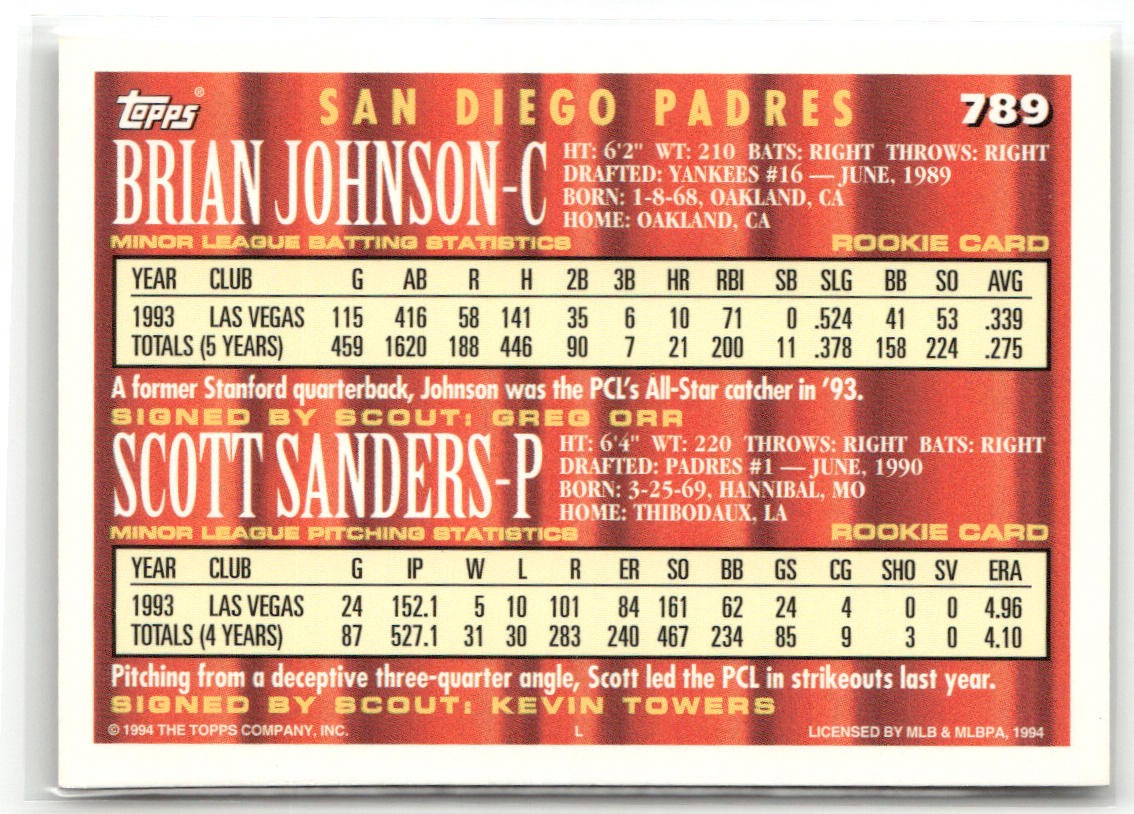 Topps® SAN DIEGO PADRES 789
BRIAN JOHNSON-C
HT: 6'2" WT: 210 BATS: RIGHT THROWS: RIGHT
DRAFTED: YANKEES #16 — JUNE, 1989
BORN: 1-8-68, OAKLAND, CA
HOME: OAKLAND, CA
MINOR LEAGUE BATTING STATISTICS ROOKIE CARD
YEAR CLUB G AB R H 2B 3B HR RBI SB SLG BB SO AVG
1993 LAS VEGAS 115 416 58 141 35 6 10 71 0 .524 41 53 .339
TOTALS (5 YEARS) 459 1620 188 446 90 7 21 200 11 .378 158 224 .275
A former Stanford quarterback, Johnson was the PCL's All-Star catcher in '93.
SIGNED BY SCOUT: GREG ORR
SCOTT SANDERS-P
HT: 6'4" WT: 220 THROWS: RIGHT BATS: RIGHT
DRAFTED: PADRES #1 — JUNE, 1990
BORN: 3-25-69, HANNIBAL, MO
HOME: THIBODAUX, LA
MINOR LEAGUE PITCHING STATISTICS ROOKIE CARD
YEAR CLUB G IP W L R ER SO BB GS CG SHO SV ERA
1993 LAS VEGAS 24 152.1 5 10 101 84 161 62 24 4 0 0 4.96
TOTALS (4 YEARS) 87 527.1 31 30 283 240 467 234 85 9 3 0 4.10
Pitching from a deceptive three-quarter angle, Scott led the PCL in strikeouts last year.
SIGNED BY SCOUT: KEVIN TOWERS
© 1994 THE TOPPS COMPANY, INC. L LICENSED BY MLB & MLBPA, 1994